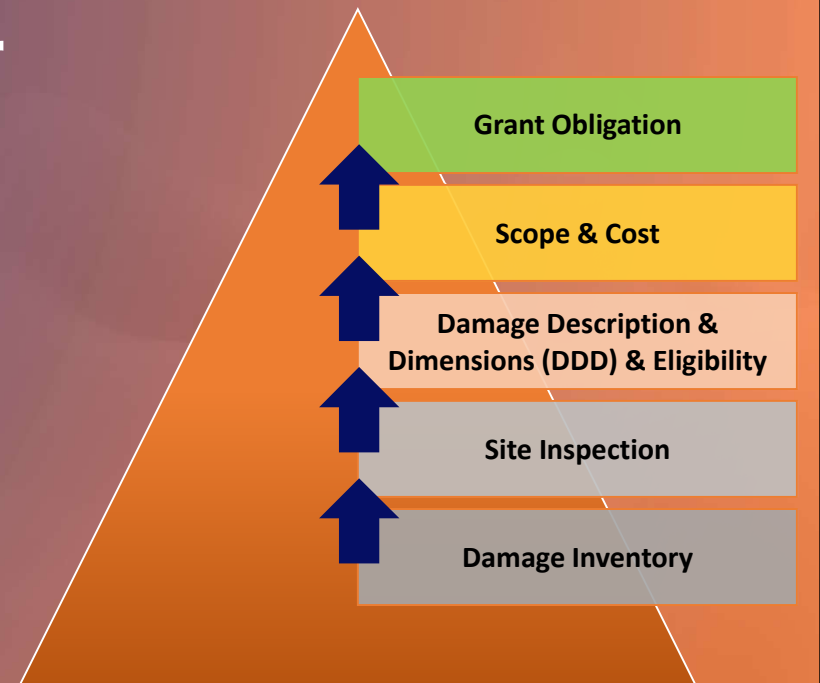 Grant Obligation
Scope & Cost
Damage Description &
Dimensions (DDD) & Eligibility
Site Inspection
Damage Inventory